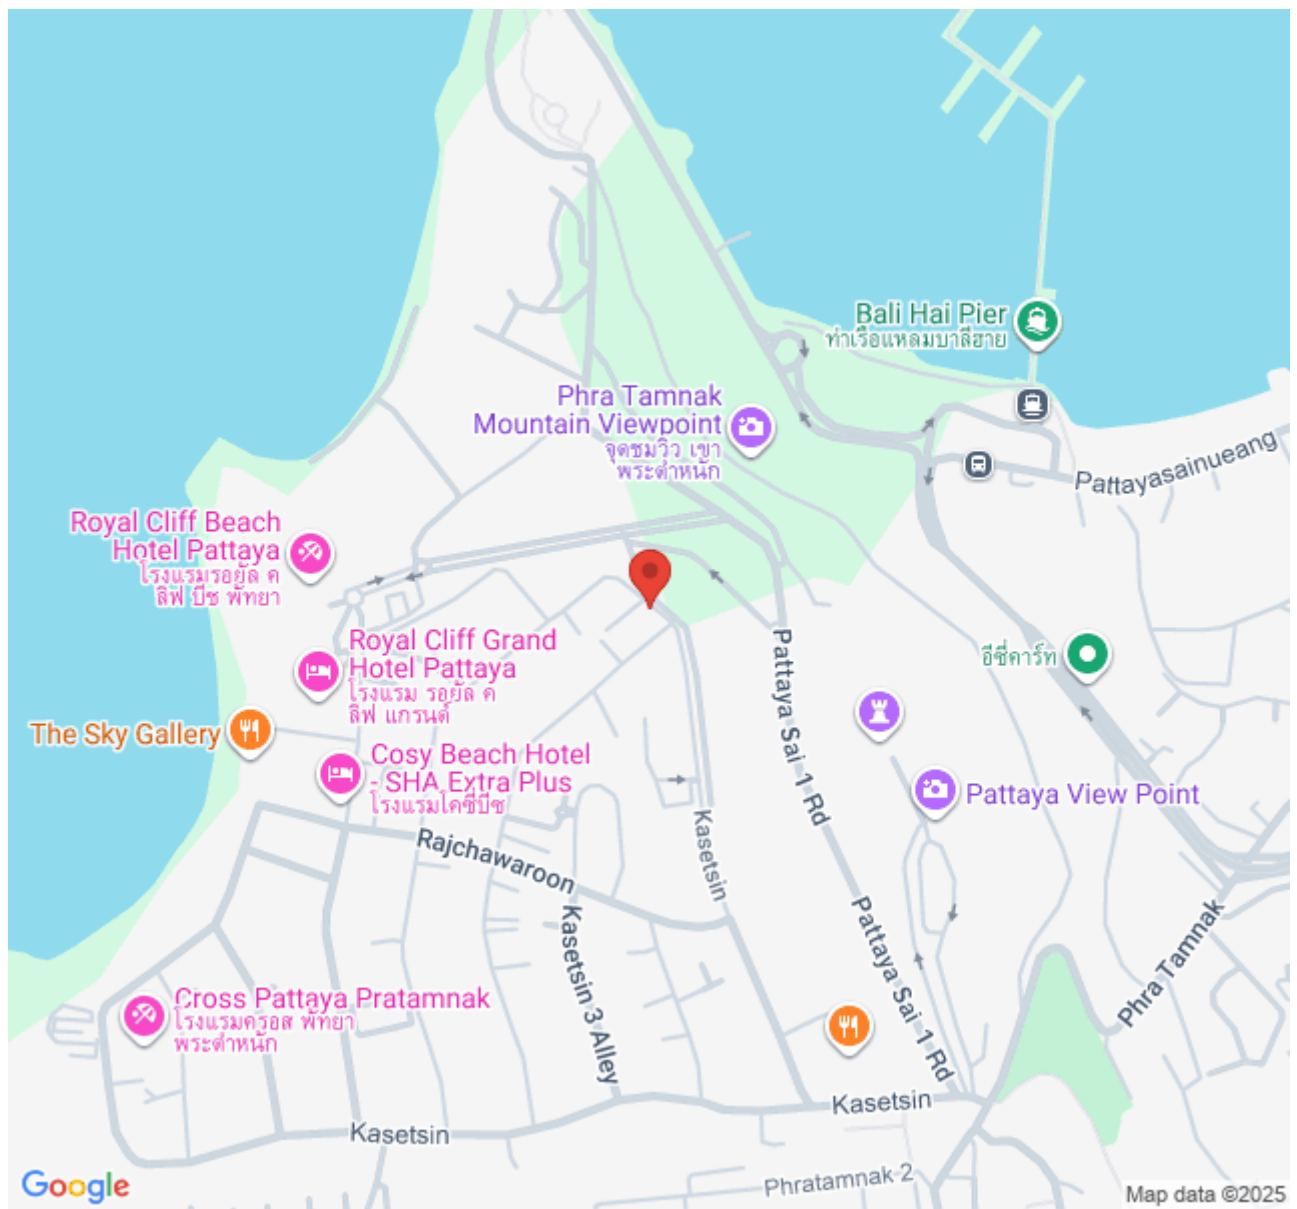 Bali Hai Pier
ท่าเรือแหลมบาลีฮาย
Phra Tamnak
Mountain Viewpoint
จุดชมวิว เขา
พระตำหนัก
Pattayasainueang
Royal Cliff Beach
Hotel Pattaya
โรงแรมรอยัล ค
ลิฟ บีช พัทยา
Royal Cliff Grand
Hotel Pattaya
โรงแรม รอยัล ค
ลิฟ แกรนด์
อีซี่คาร์ท
Pattaya Sai 1 Rd
The Sky Gallery
Cosy Beach Hotel
- SHA Extra Plus
โรงแรมโคซี่บีช
Pattaya View Point
Kasetsin
Rajchawaroon
Kasetsin 3 Alley
Pattaya Sai 1 Rd
Phra Tamnak
Cross Pattaya Pratamnak
โรงแรมครอส พัทยา
พระตำหนัก
Kasetsin
Kasetsin
Phratamnak 2
Google
Map data ©2025